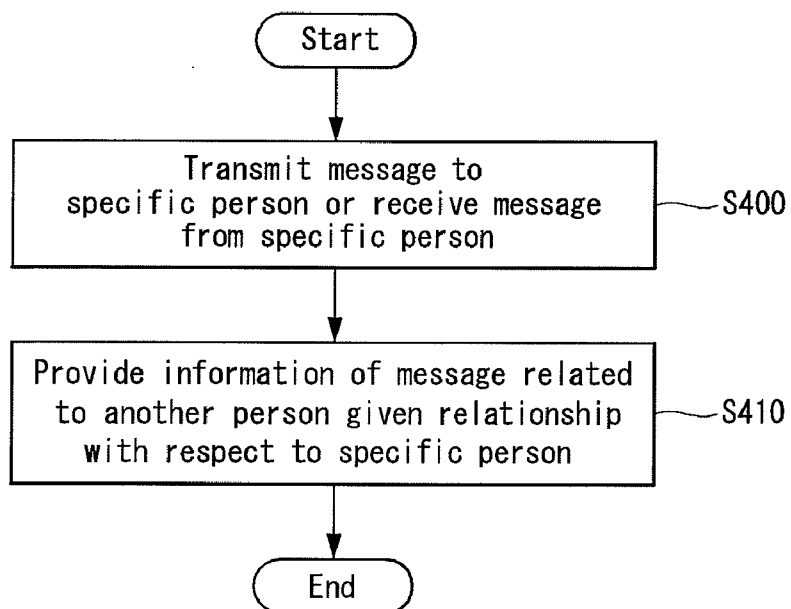 Start
Transmit message to
specific person or receive message
from specific person
S400
Provide information of message related
to another person given relationship
with respect to specific person
S410
End